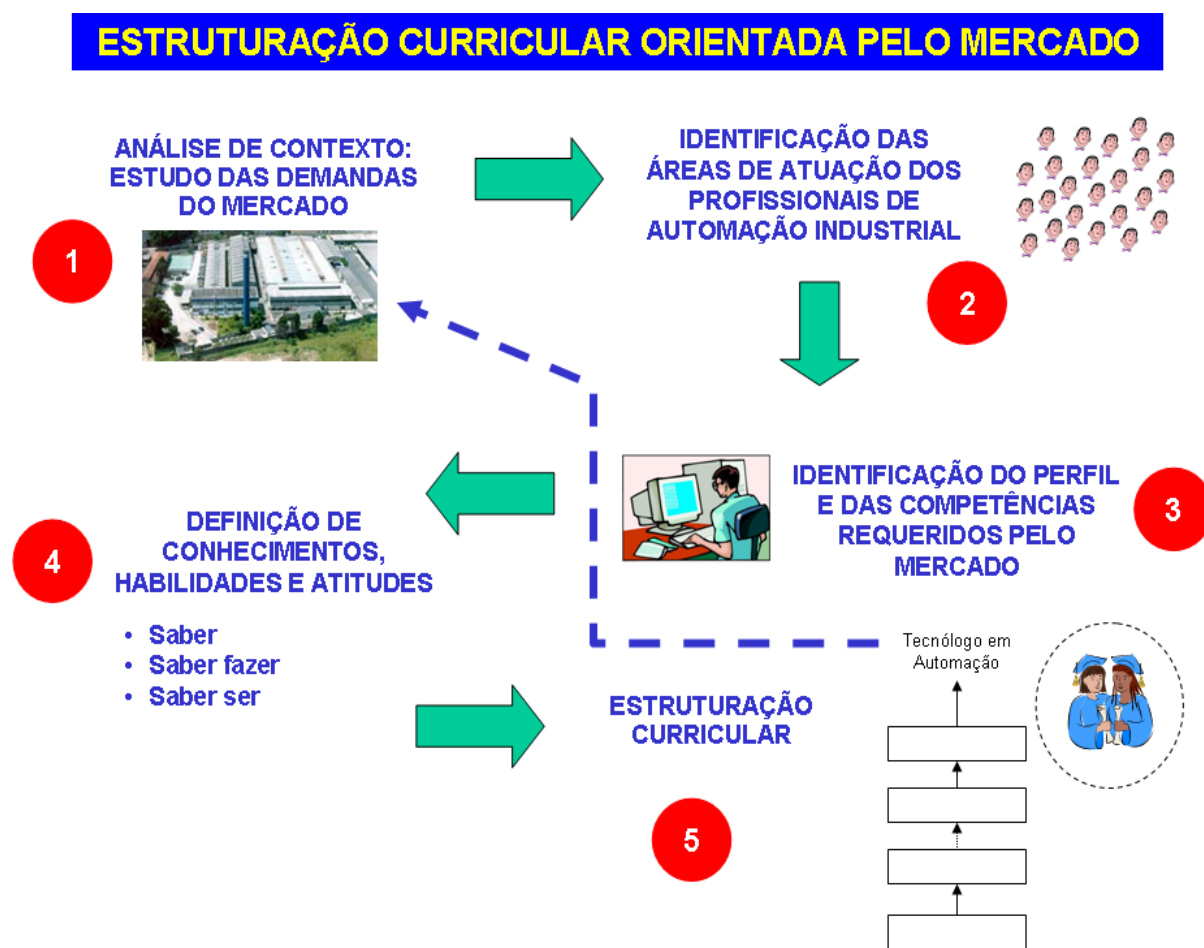 ESTRUTURAÇÃO CURRICULAR ORIENTADA PELO MERCADO
ANÁLISE DE CONTEXTO:
ESTUDO DAS DEMANDAS
DO MERCADO
1
IDENTIFICAÇÃO DAS
ÁREAS DE ATUAÇÃO DOS
PROFISSIONAIS DE
AUTOMAÇÃO INDUSTRIAL
2
IDENTIFICAÇÃO DO PERFIL
E DAS COMPETÊNCIAS
REQUERIDOS PELO
MERCADO
3
DEFINIÇÃO DE
CONHECIMENTOS,
HABILIDADES E ATITUDES
4
• Saber
• Saber fazer
• Saber ser
ESTRUTURAÇÃO
CURRICULAR
5
Tecnólogo em
Automação